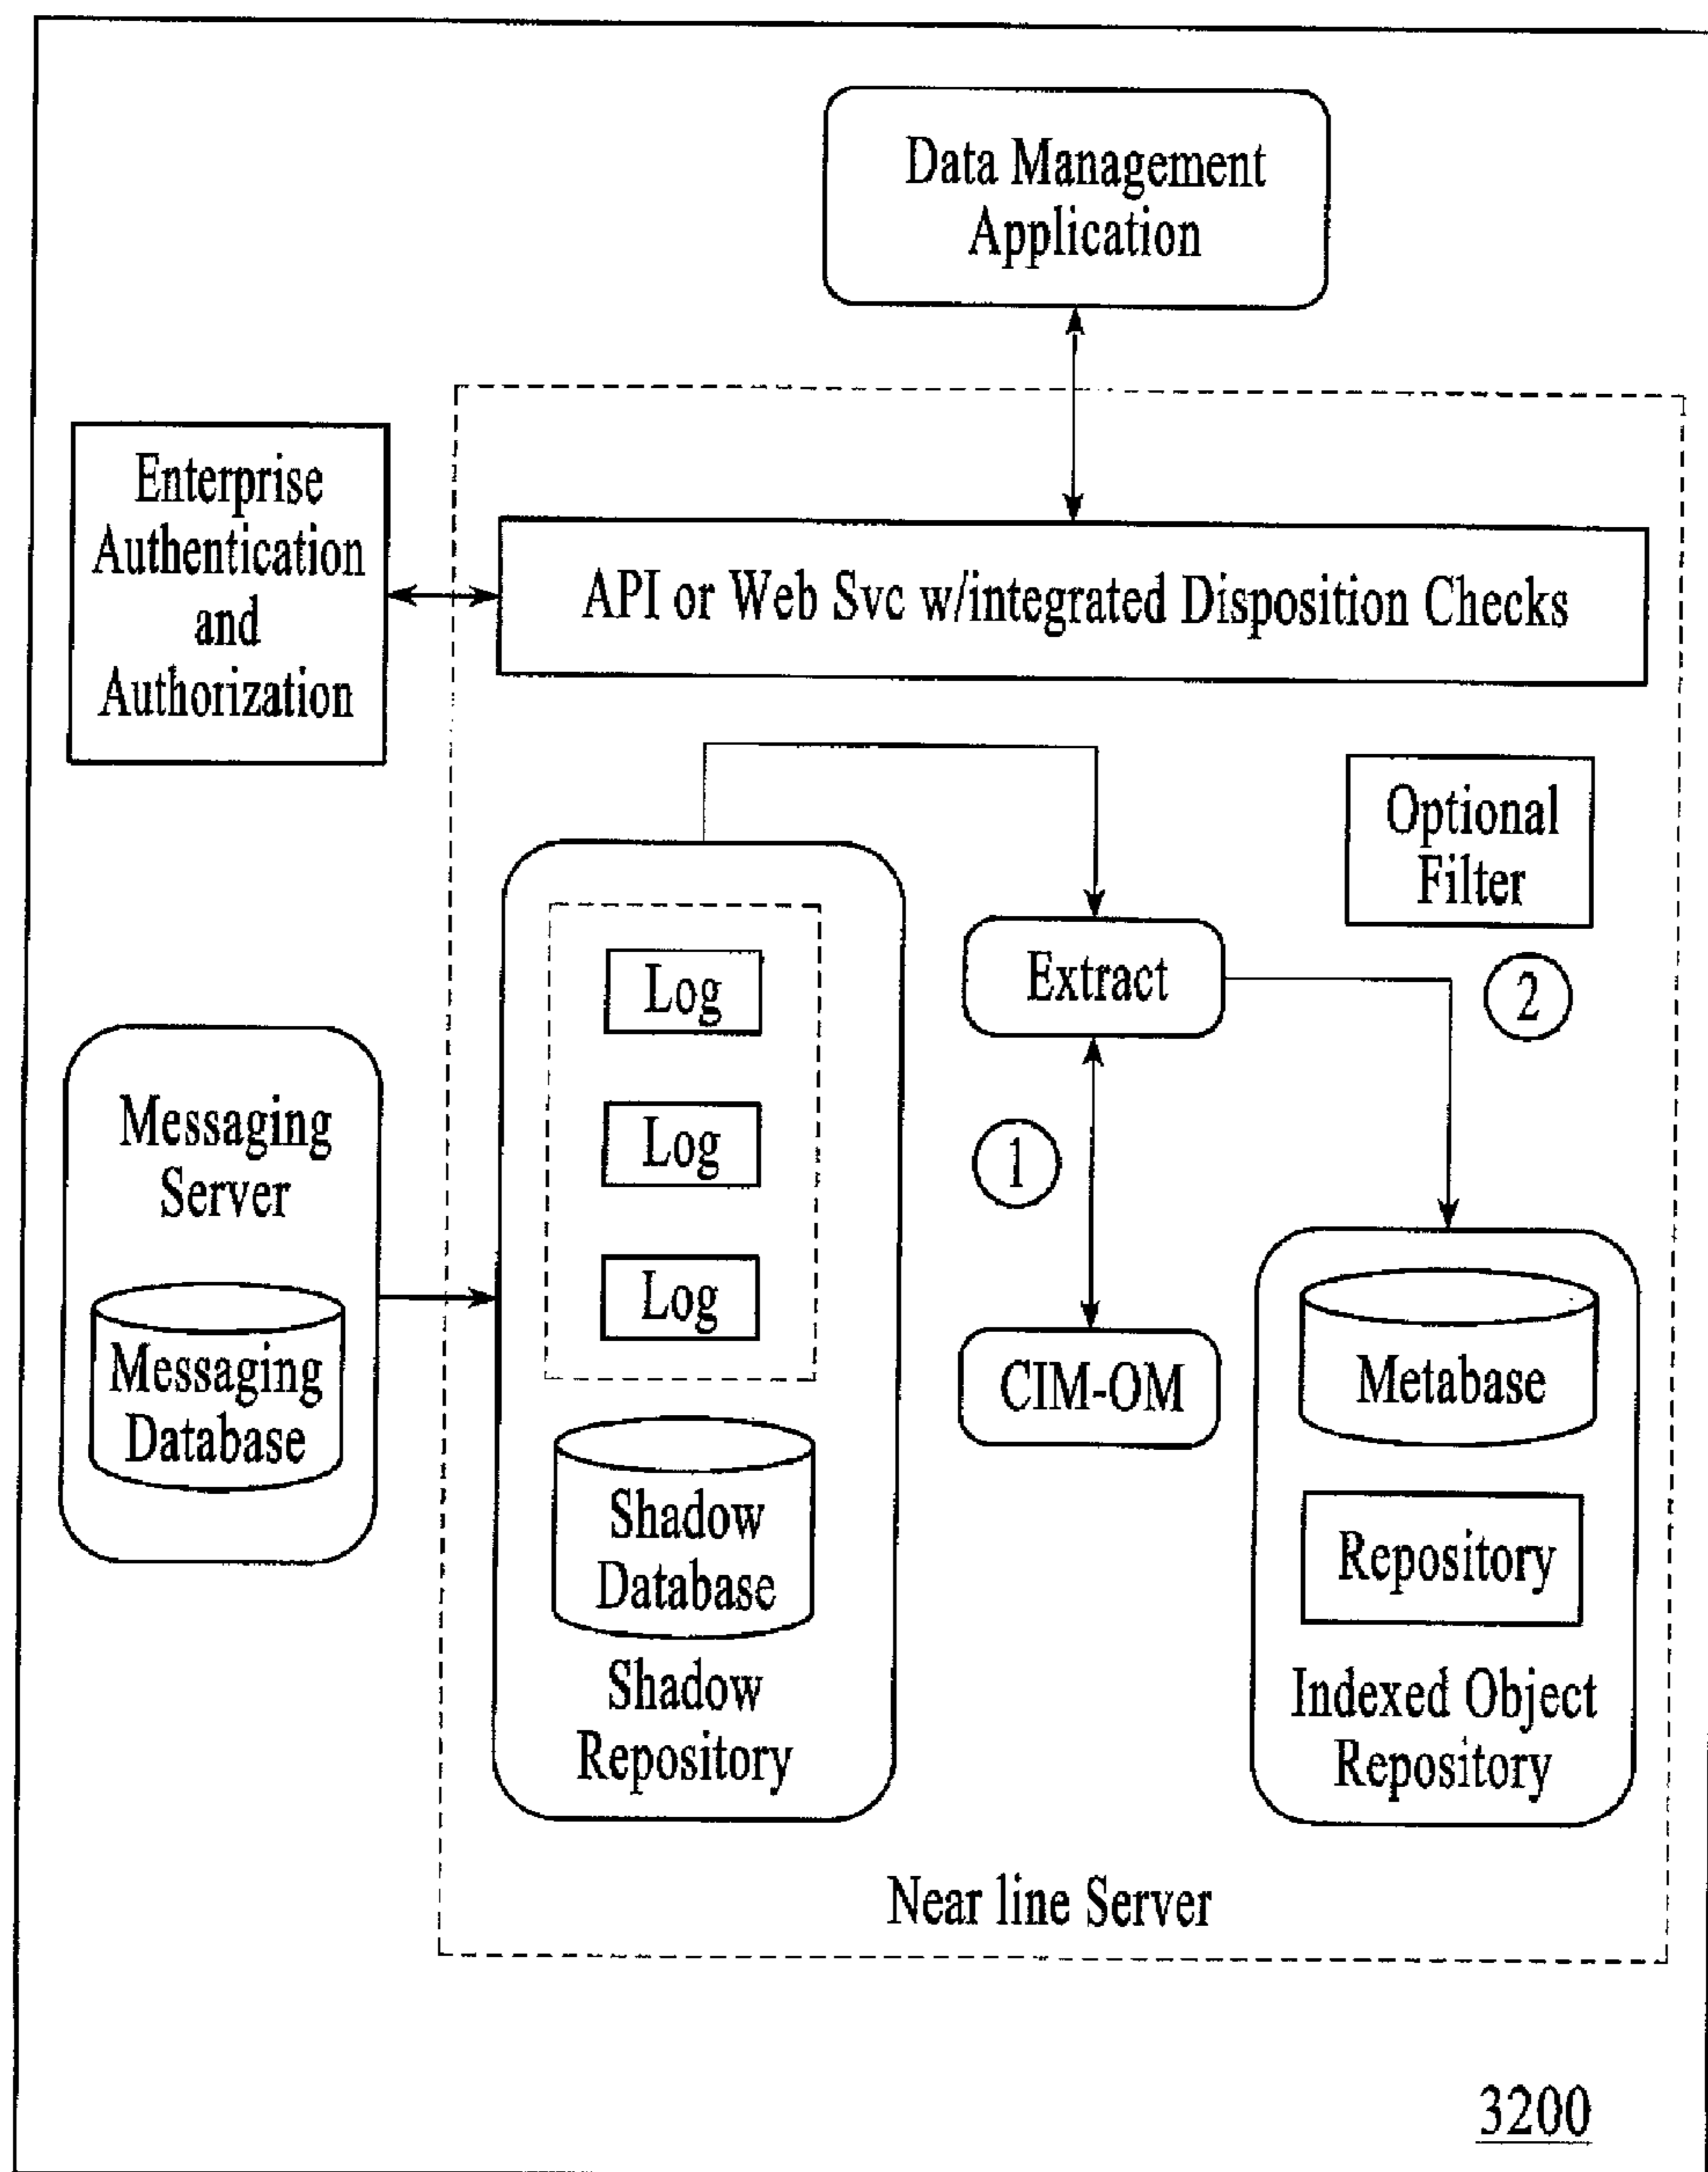 Data Management
Application
Enterprise
Authentication
and
Authorization
API or Web Svc w/integrated Disposition Checks
Optional
Filter
Log
Extract
2
Messaging
Server
Log
1
Log
Messaging
Database
CIM-OM
Metabase
Shadow
Database
Repository
Shadow
Repository
Indexed Object
Repository
Near line Server
3200